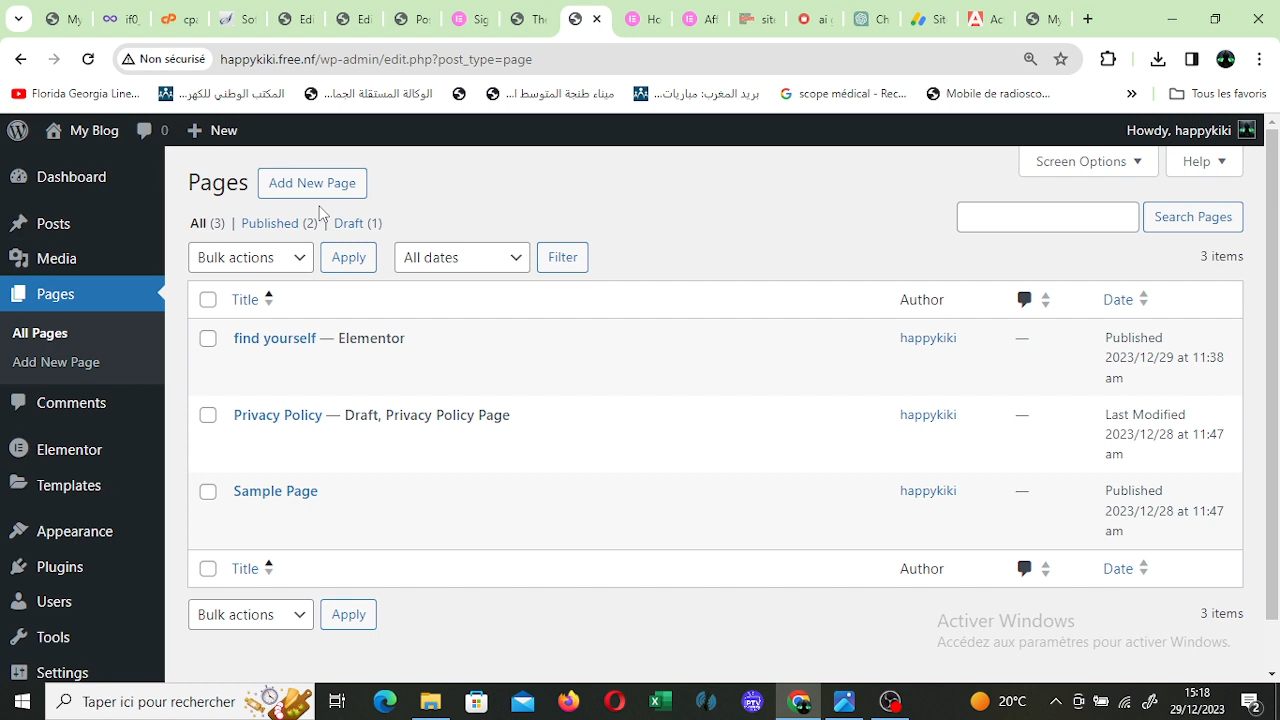 My if0_ cp Sof Edi Edi Po Sig The Ho Aff site ai Ch Sit Ac My
Non sécurisé happykiki.free.nf/wp-admin/edit.php?post_type=page
Florida Georgia Line... المكتب الوطني للكهر... الوكالة المستقلة الجما... ميناء طنجة المتوسط ا... بريد المغرب: مباريات... scope médical - Rec... Mobile de radiosco... » Tous les favoris
My Blog 0 New Howdy, happykiki
Screen Options Help
Dashboard
Posts
Media
Pages
All Pages
Add New Page
Comments
Elementor
Templates
Appearance
Plugins
Users
Tools
Settings
Pages Add New Page
All (3) | Published (2) | Draft (1)
Search Pages
Bulk actions Apply All dates Filter 3 items
Title Author Date
find yourself — Elementor happykiki — Published
2023/12/29 at 11:38
am
Privacy Policy — Draft, Privacy Policy Page happykiki — Last Modified
2023/12/28 at 11:47
am
Sample Page happykiki — Published
2023/12/28 at 11:47
am
Title Author Date
Bulk actions Apply 3 items
Activer Windows
Accédez aux paramètres pour activer Windows.
Taper ici pour rechercher 20°C 15:18
29/12/2023 2